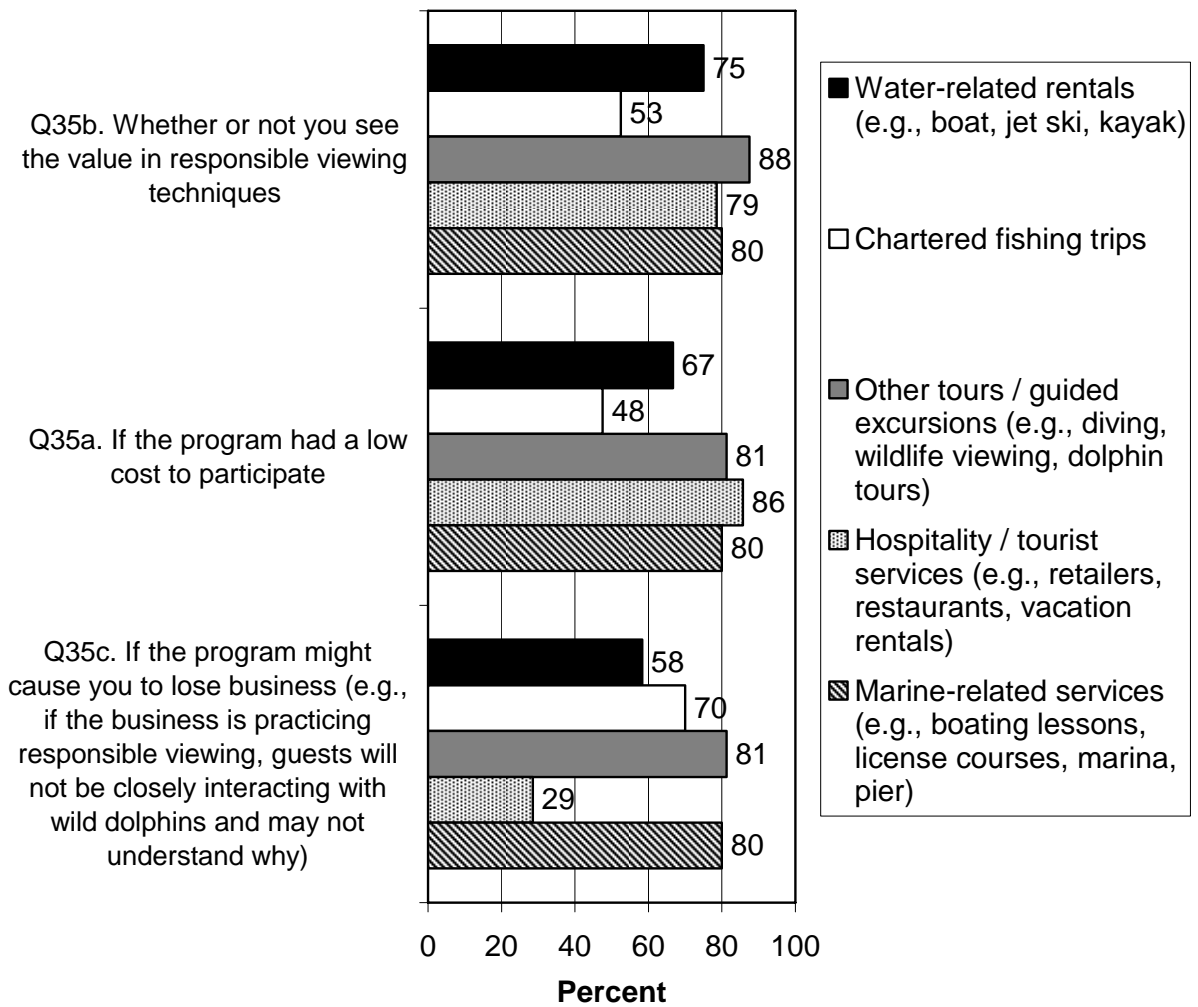 Q35b. Whether or not you see
the value in responsible viewing
techniques
75
53
88
79
80
Q35a. If the program had a low
cost to participate
67
48
81
86
80
Q35c. If the program might
cause you to lose business (e.g.,
if the business is practicing
responsible viewing, guests will
not be closely interacting with
wild dolphins and may not
understand why)
58
70
81
29
80
0 20 40 60 80 100
Percent
Water-related rentals
(e.g., boat, jet ski, kayak)
Chartered fishing trips
Other tours / guided
excursions (e.g., diving,
wildlife viewing, dolphin
tours)
Hospitality / tourist
services (e.g., retailers,
restaurants, vacation
rentals)
Marine-related services
(e.g., boating lessons,
license courses, marina,
pier)